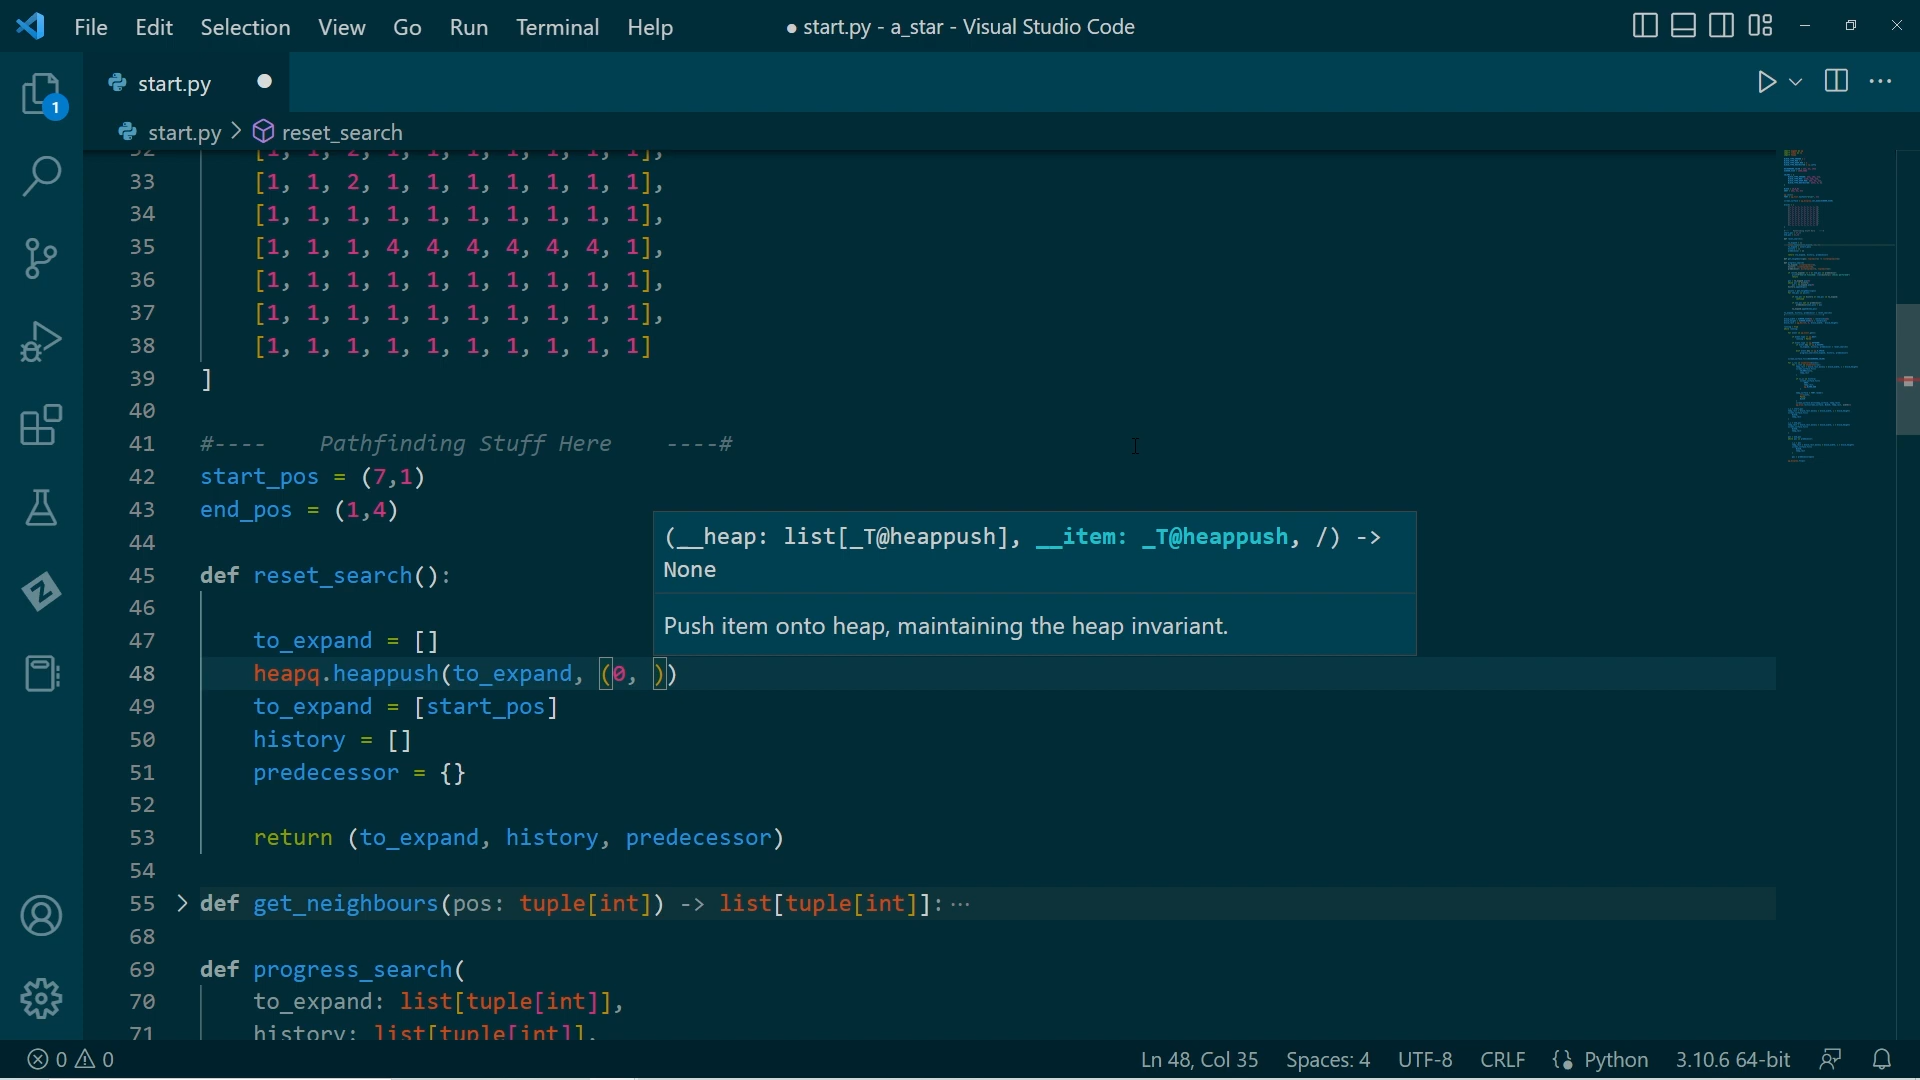 File Edit Selection View Go Run Terminal Help ● start.py - a_star - Visual Studio Code
1
start.py ●
start.py > reset_search
32 [1, 1, 2, 1, 1, 1, 1, 1, 1, 1],
33 [1, 1, 2, 1, 1, 1, 1, 1, 1, 1],
34 [1, 1, 1, 1, 1, 1, 1, 1, 1, 1],
35 [1, 1, 1, 4, 4, 4, 4, 4, 4, 1],
36 [1, 1, 1, 1, 1, 1, 1, 1, 1, 1],
37 [1, 1, 1, 1, 1, 1, 1, 1, 1, 1],
38 [1, 1, 1, 1, 1, 1, 1, 1, 1, 1]
39 ]
40
41 #---- Pathfinding Stuff Here ----#
42 start_pos = (7,1)
43 end_pos = (1,4)
44
(__heap: list[_T@heappush], __item: _T@heappush, /) ->
None
Push item onto heap, maintaining the heap invariant.
45 def reset_search():
46
47 to_expand = []
48 heapq.heappush(to_expand, (0, ))
49 to_expand = [start_pos]
50 history = []
51 predecessor = {}
52
53 return (to_expand, history, predecessor)
54
55 > def get_neighbours(pos: tuple[int]) -> list[tuple[int]]:⋯
68
69 def progress_search(
70 to_expand: list[tuple[int]],
71 history: list[tuple[int]],
0 0 Ln 48, Col 35 Spaces: 4 UTF-8 CRLF {} Python 3.10.6 64-bit